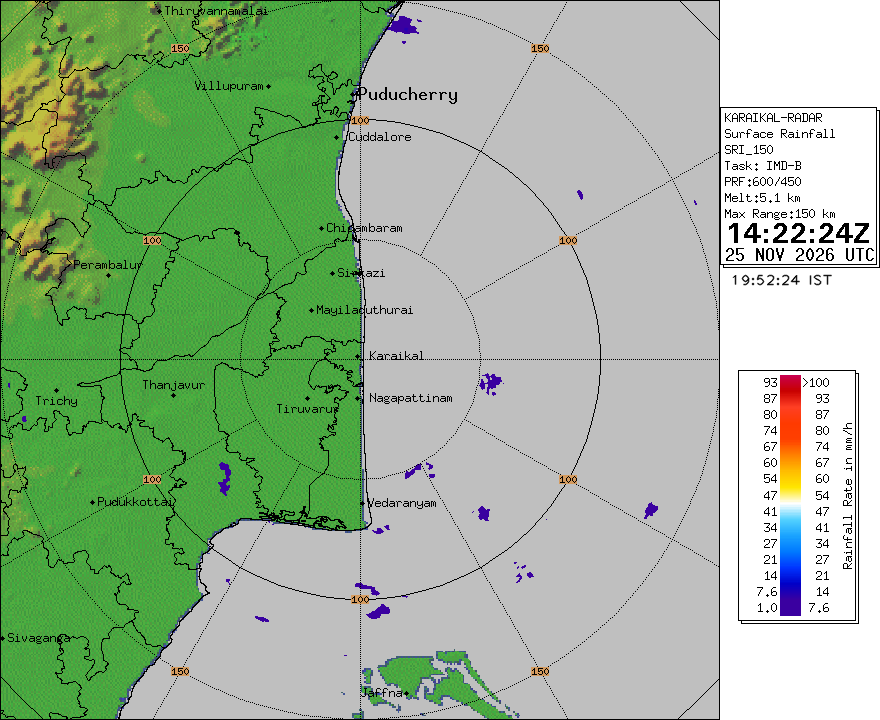 Thiruvannamalai
150
150
Villupuram
Puducherry
100
Cuddalore
Chidambaram
100
100
Perambalur
Sirkazi
Mayiladuthurai
Karaikal
Thanjavur
Trichy
Tiruvarur
Nagapattinam
100
100
Pudukkottai
Vedaranyam
100
Sivaganga
150
150
Jaffna
KARAIKAL-RADAR
Surface Rainfall
SRI_150
Task: IMD-B
PRF:600/450
Melt:5.1 km
Max Range:150 km
14:22:24Z
25 NOV 2026 UTC
19:52:24 IST
93 >100
87 93
80 87
74 80
67 74
60 67
54 60
47 54
41 47
34 41
27 34
21 27
14 21
7.6 14
1.0 7.6
Rainfall Rate in mm/h